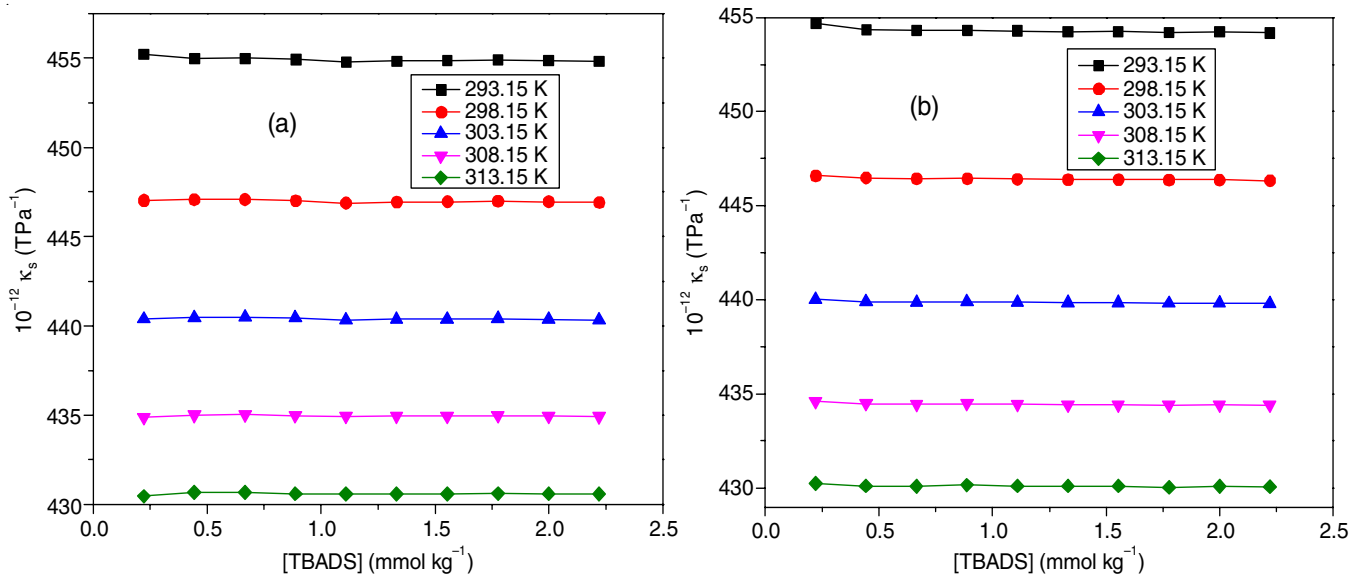 455
450
445
440
435
430
10⁻¹² κₛ (TPa⁻¹)
(a)
293.15 K
298.15 K
303.15 K
308.15 K
313.15 K
0.0 0.5 1.0 1.5 2.0 2.5
[TBADS] (mmol kg⁻¹)
455
450
445
440
435
430
10⁻¹² κₛ (TPa⁻¹)
(b)
293.15 K
298.15 K
303.15 K
308.15 K
313.15 K
0.0 0.5 1.0 1.5 2.0 2.5
[TBADS] (mmol kg⁻¹)